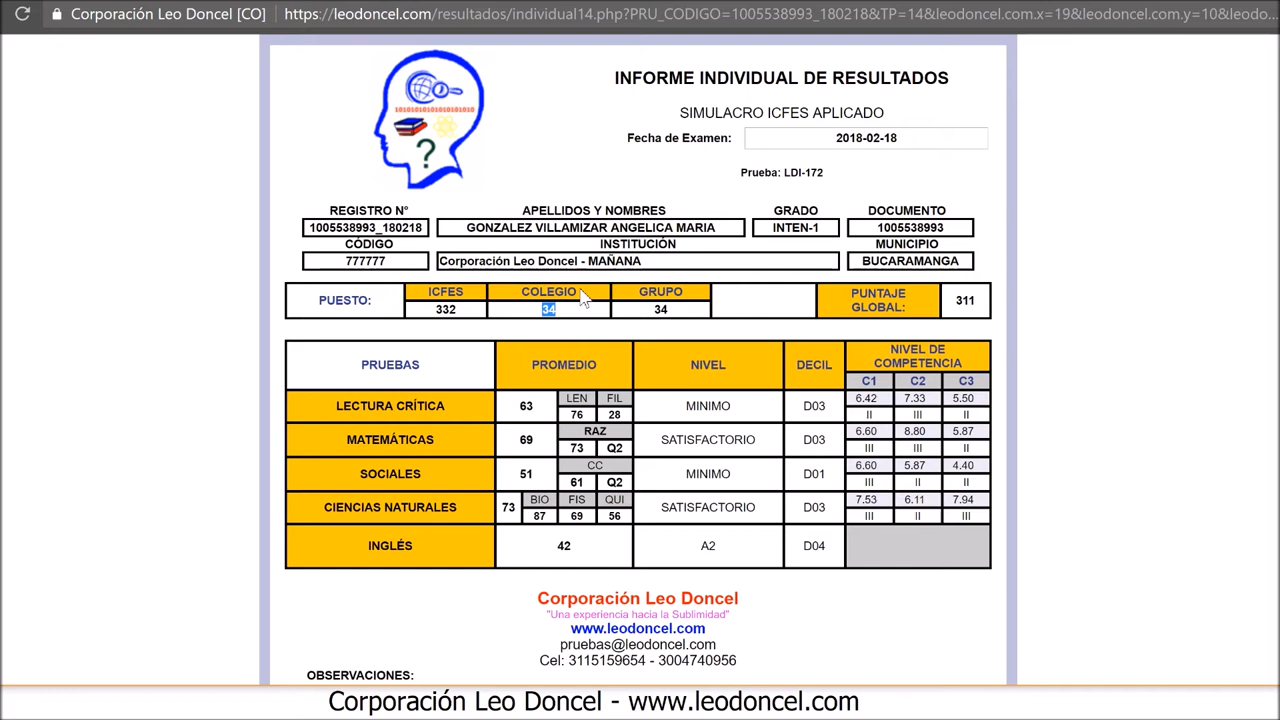 Corporación Leo Doncel [CO] https://leodoncel.com/resultados/individual14.php?PRU_CODIGO=1005538993_180218&TP=14&leodoncel.com.x=19&leodoncel.com.y=10&leodo...
INFORME INDIVIDUAL DE RESULTADOS
1010101010101010101010
?
SIMULACRO ICFES APLICADO
Fecha de Examen: 2018-02-18
Prueba: LDI-172
REGISTRO N° APELLIDOS Y NOMBRES GRADO DOCUMENTO
1005538993_180218 GONZALEZ VILLAMIZAR ANGELICA MARIA INTEN-1 1005538993
CÓDIGO INSTITUCIÓN MUNICIPIO
777777 Corporación Leo Doncel - MAÑANA BUCARAMANGA
PUESTO: ICFES COLEGIO GRUPO PUNTAJE GLOBAL: 311
332 34 34
PRUEBAS PROMEDIO NIVEL DECIL NIVEL DE COMPETENCIA
C1 C2 C3
LECTURA CRÍTICA 63 LEN FIL MINIMO D03 6.42 7.33 5.50
76 28 II III II
MATEMÁTICAS 69 RAZ SATISFACTORIO D03 6.60 8.80 5.87
73 Q2 III III II
SOCIALES 51 CC MINIMO D01 6.60 5.87 4.40
61 Q2 III II II
CIENCIAS NATURALES 73 BIO FIS QUI SATISFACTORIO D03 7.53 6.11 7.94
87 69 56 III II III
INGLÉS 42 A2 D04
Corporación Leo Doncel
"Una experiencia hacia la Sublimidad"
www.leodoncel.com
pruebas@leodoncel.com
Cel: 3115159654 - 3004740956
OBSERVACIONES:
Corporación Leo Doncel - www.leodoncel.com